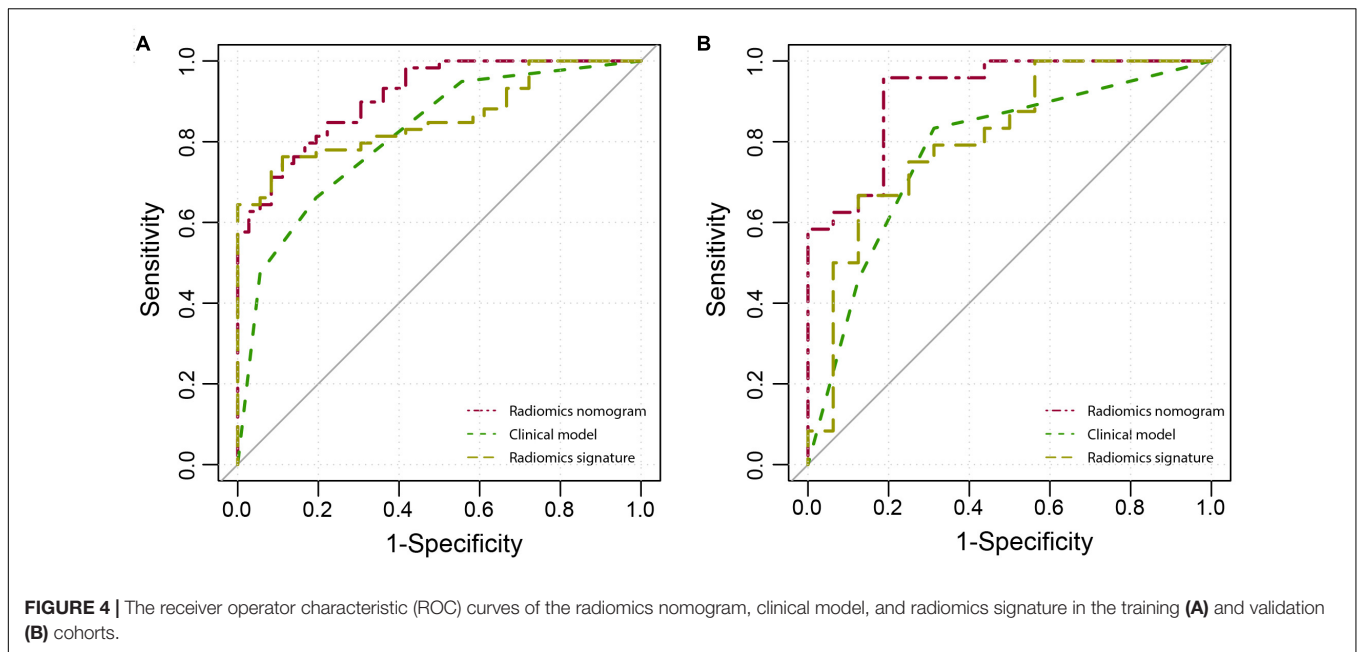 A
1.0
0.8
0.6
0.4
0.2
0.0
Sensitivity
Radiomics nomogram
Clinical model
Radiomics signature
0.0 0.2 0.4 0.6 0.8 1.0
1-Specificity
B
1.0
0.8
0.6
0.4
0.2
0.0
Sensitivity
Radiomics nomogram
Clinical model
Radiomics signature
0.0 0.2 0.4 0.6 0.8 1.0
1-Specificity
FIGURE 4 | The receiver operator characteristic (ROC) curves of the radiomics nomogram, clinical model, and radiomics signature in the training (A) and validation
(B) cohorts.